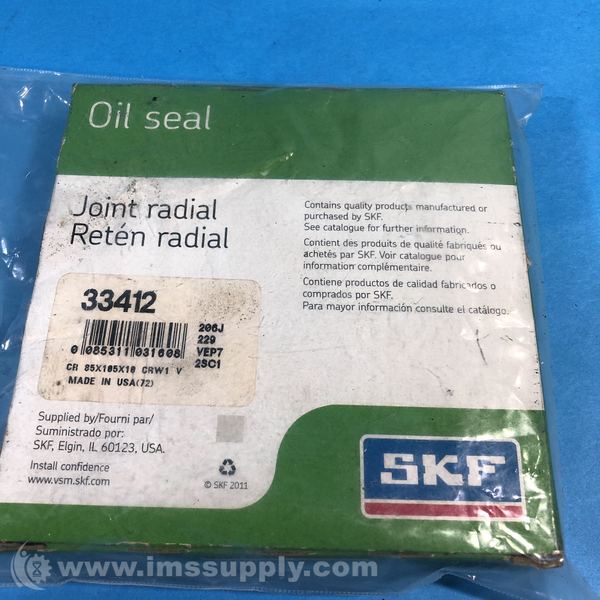 Oil seal
Joint radial
Retén radial
Contains quality products manufactured or
purchased by SKF.
See catalogue for further information.
Contient des produits de qualité fabriqués ou
achetés par SKF. Voir catalogue pour
information complémentaire.
Contiene productos de calidad fabricados o
comprados por SKF.
Para mayor información consulte el catálogo.
33412
206J
229
VEP7
2SC1
0 085311 031608
CR 85X105X10 CRW1 V
MADE IN USA(72)
Supplied by/Fourni par/
Suministrado por:
SKF, Elgin, IL 60123, USA.
Install confidence
www.vsm.skf.com
© SKF 2011
SKF
www.imssupply.com